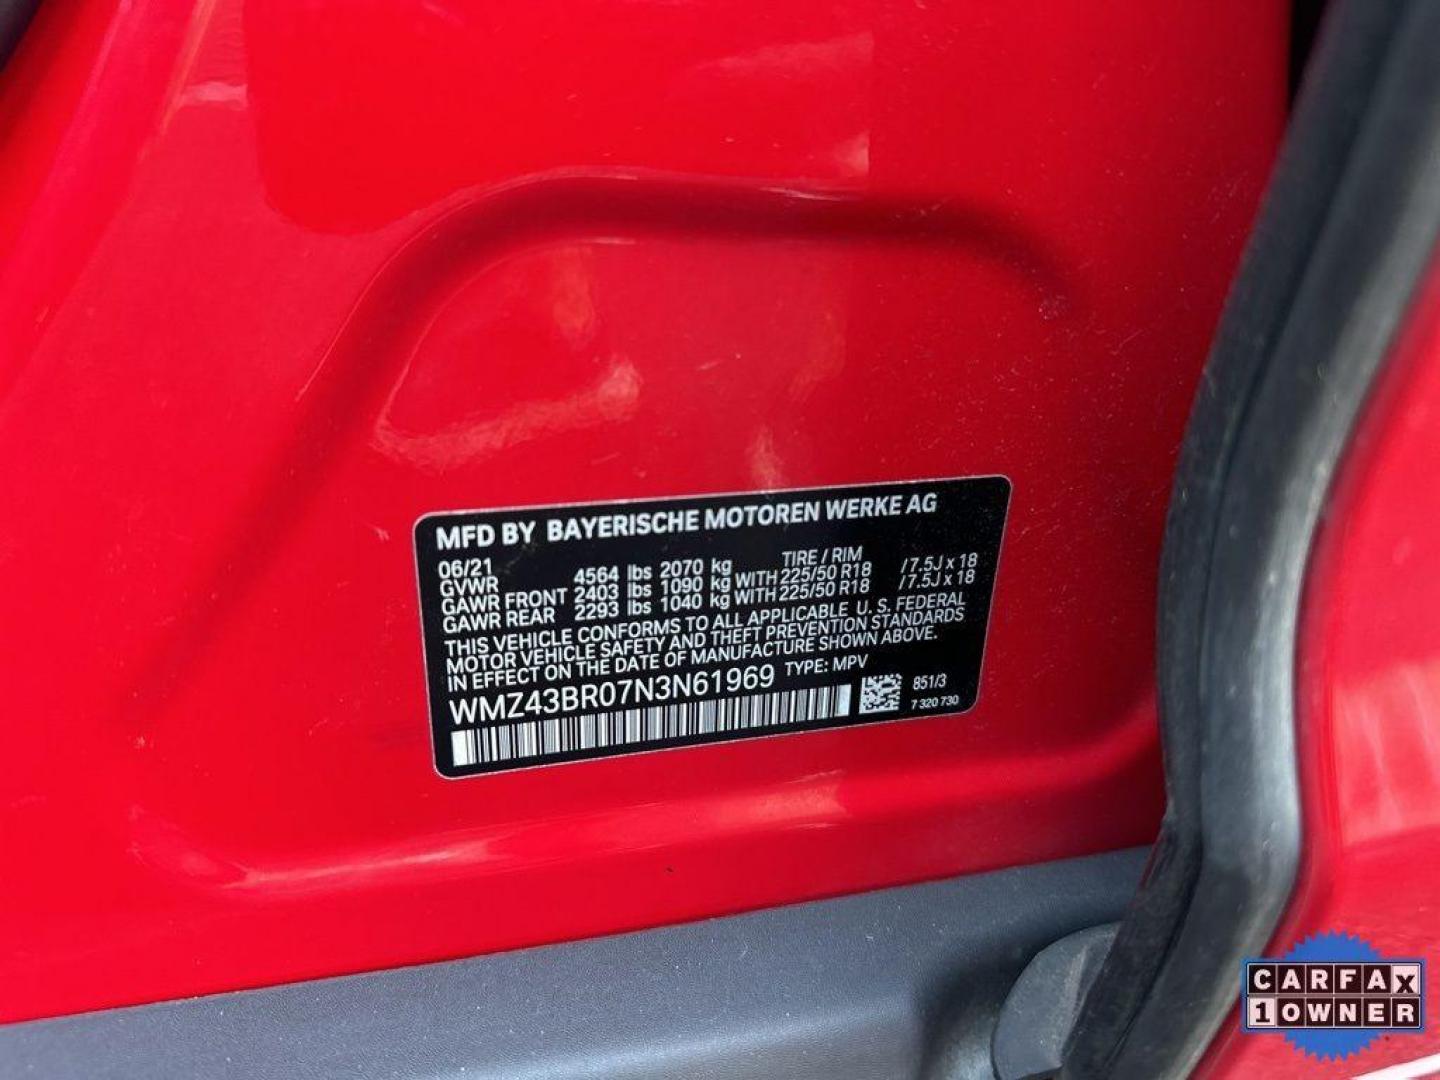 MFD BY BAYERISCHE MOTOREN WERKE AG
06/21 TIRE / RIM
GVWR 4564 lbs 2070 kg
GAWR FRONT 2403 lbs 1090 kg WITH 225/50 R18 /7.5J x 18
GAWR REAR 2293 lbs 1040 kg WITH 225/50 R18 /7.5J x 18
THIS VEHICLE CONFORMS TO ALL APPLICABLE U. S. FEDERAL
MOTOR VEHICLE SAFETY AND THEFT PREVENTION STANDARDS
IN EFFECT ON THE DATE OF MANUFACTURE SHOWN ABOVE.
WMZ43BR07N3N61969 TYPE: MPV
851/3
7 320 730
CARFAX
1 OWNER